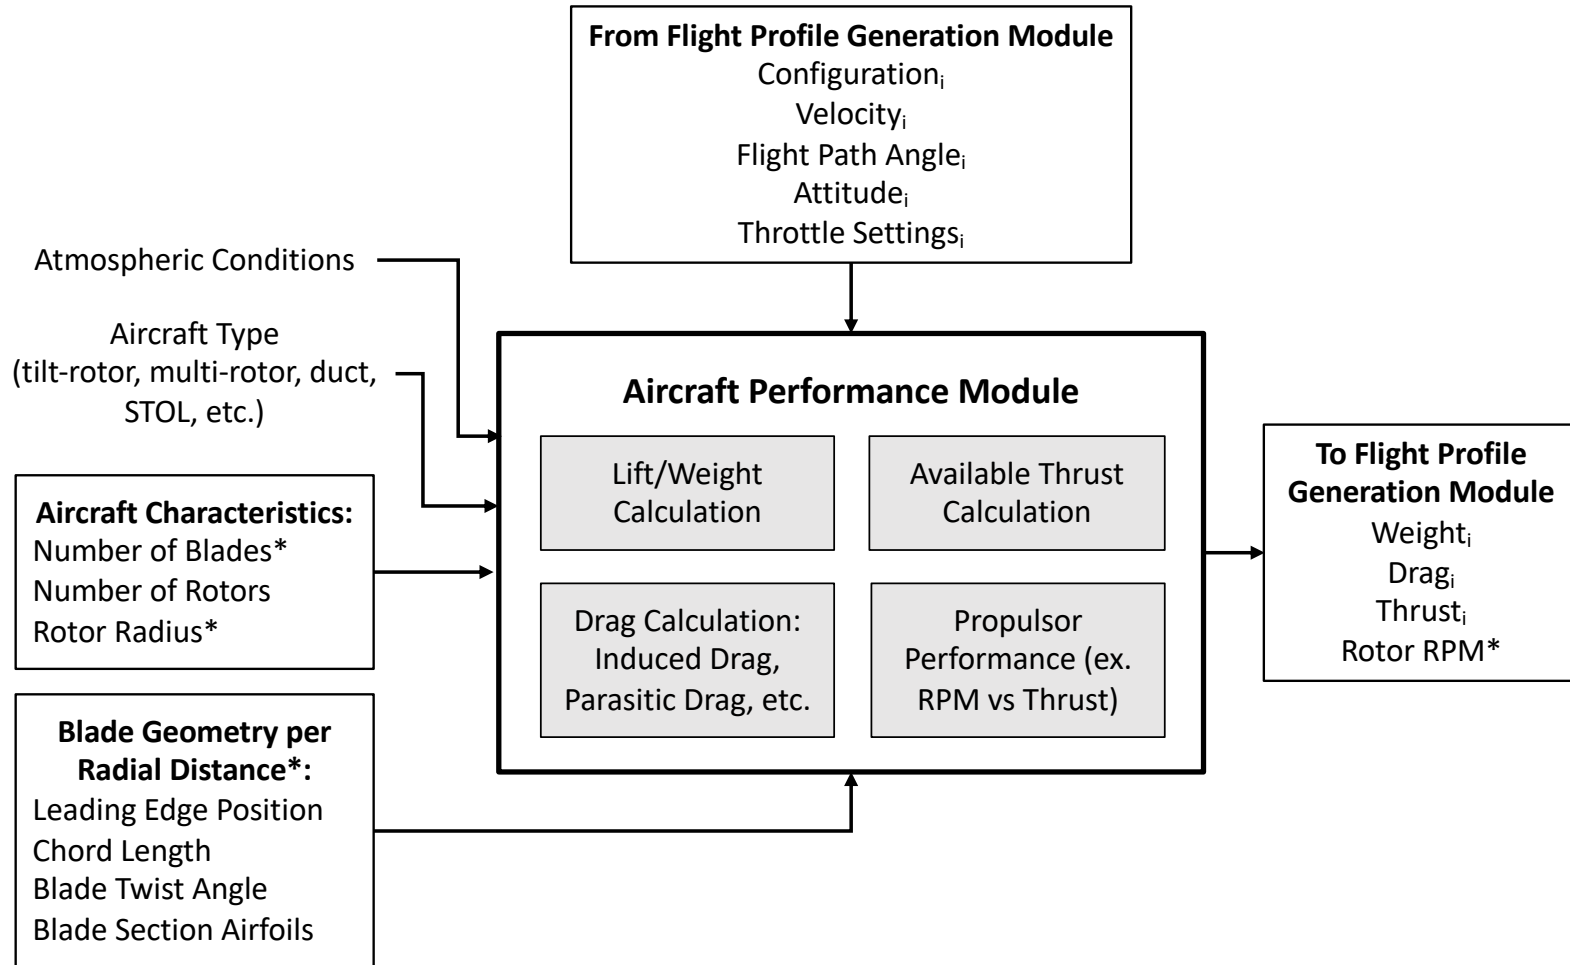 From Flight Profile Generation Module
Configurationᵢ
Velocityᵢ
Flight Path Angleᵢ
Attitudeᵢ
Throttle Settingsᵢ
Atmospheric Conditions
Aircraft Type
(tilt-rotor, multi-rotor, duct,
STOL, etc.)
Aircraft Characteristics:
Number of Blades*
Number of Rotors
Rotor Radius*
Blade Geometry per
Radial Distance*:
Leading Edge Position
Chord Length
Blade Twist Angle
Blade Section Airfoils
Aircraft Performance Module
Lift/Weight
Calculation
Available Thrust
Calculation
Drag Calculation:
Induced Drag,
Parasitic Drag, etc.
Propulsor
Performance (ex.
RPM vs Thrust)
To Flight Profile
Generation Module
Weightᵢ
Dragᵢ
Thrustᵢ
Rotor RPM*